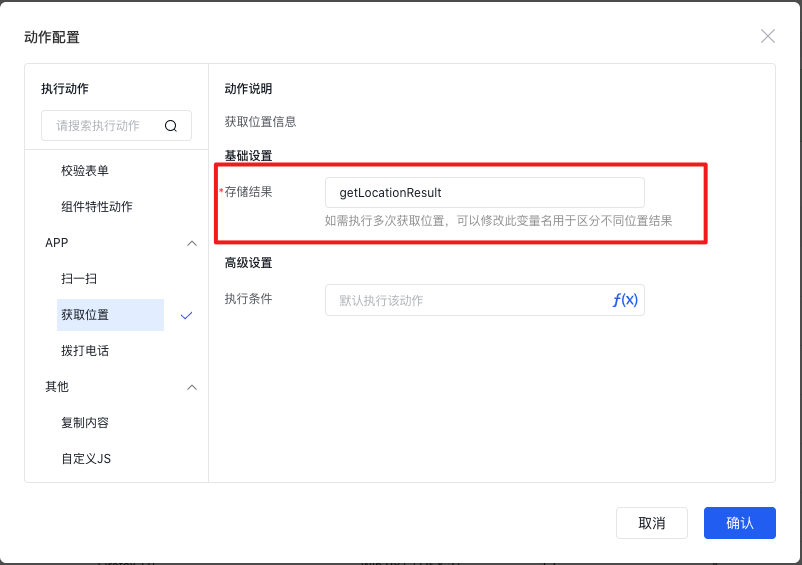 动作配置
执行动作
请搜索执行动作
校验表单
组件特性动作
APP
扫一扫
获取位置
拨打电话
其他
复制内容
自定义JS
动作说明
获取位置信息
基础设置
*存储结果
getLocationResult
如需执行多次获取位置，可以修改此变量名用于区分不同位置结果
高级设置
执行条件
默认执行该动作
f(x)
取消
确认